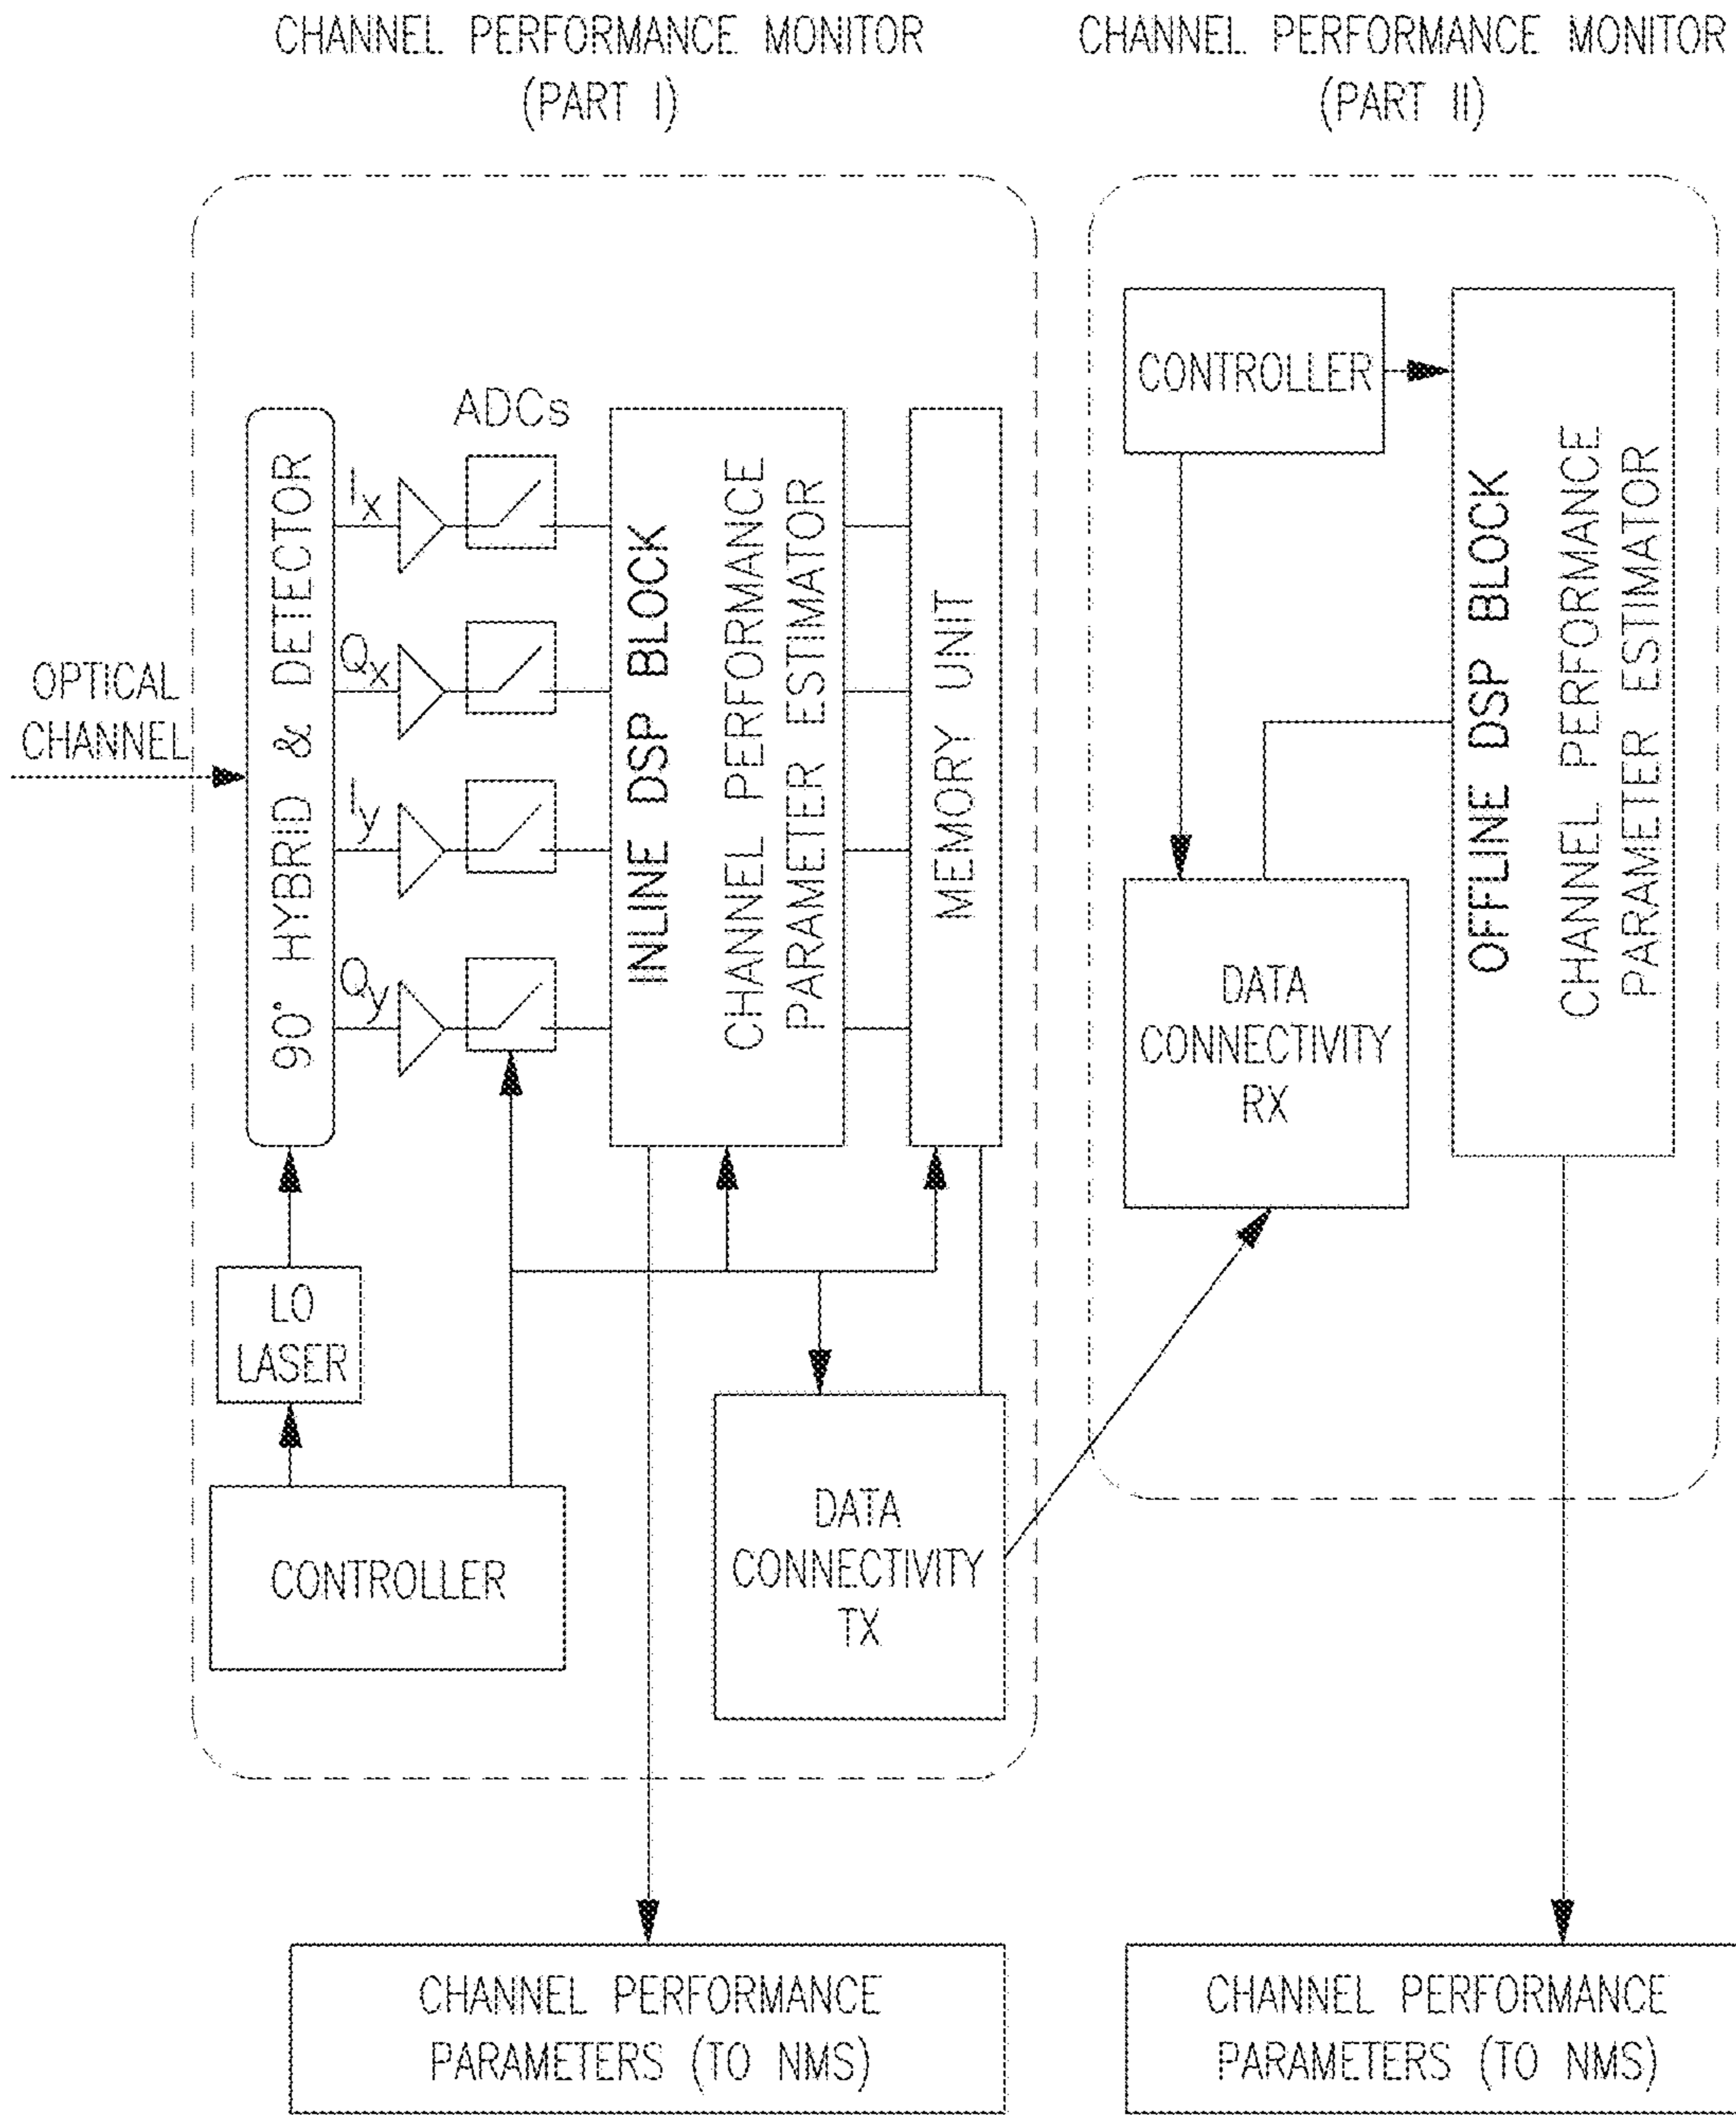 CHANNEL PERFORMANCE MONITOR
(PART I)
CHANNEL PERFORMANCE MONITOR
(PART II)
OPTICAL
CHANNEL
90° HYBRID & DETECTOR
Ix
Qx
Iy
Qy
ADCs
INLINE DSP BLOCK
CHANNEL PERFORMANCE
PARAMETER ESTIMATOR
MEMORY UNIT
LO
LASER
CONTROLLER
DATA
CONNECTIVITY
TX
CONTROLLER
DATA
CONNECTIVITY
RX
OFFLINE DSP BLOCK
CHANNEL PERFORMANCE
PARAMETER ESTIMATOR
CHANNEL PERFORMANCE
PARAMETERS (TO NMS)
CHANNEL PERFORMANCE
PARAMETERS (TO NMS)